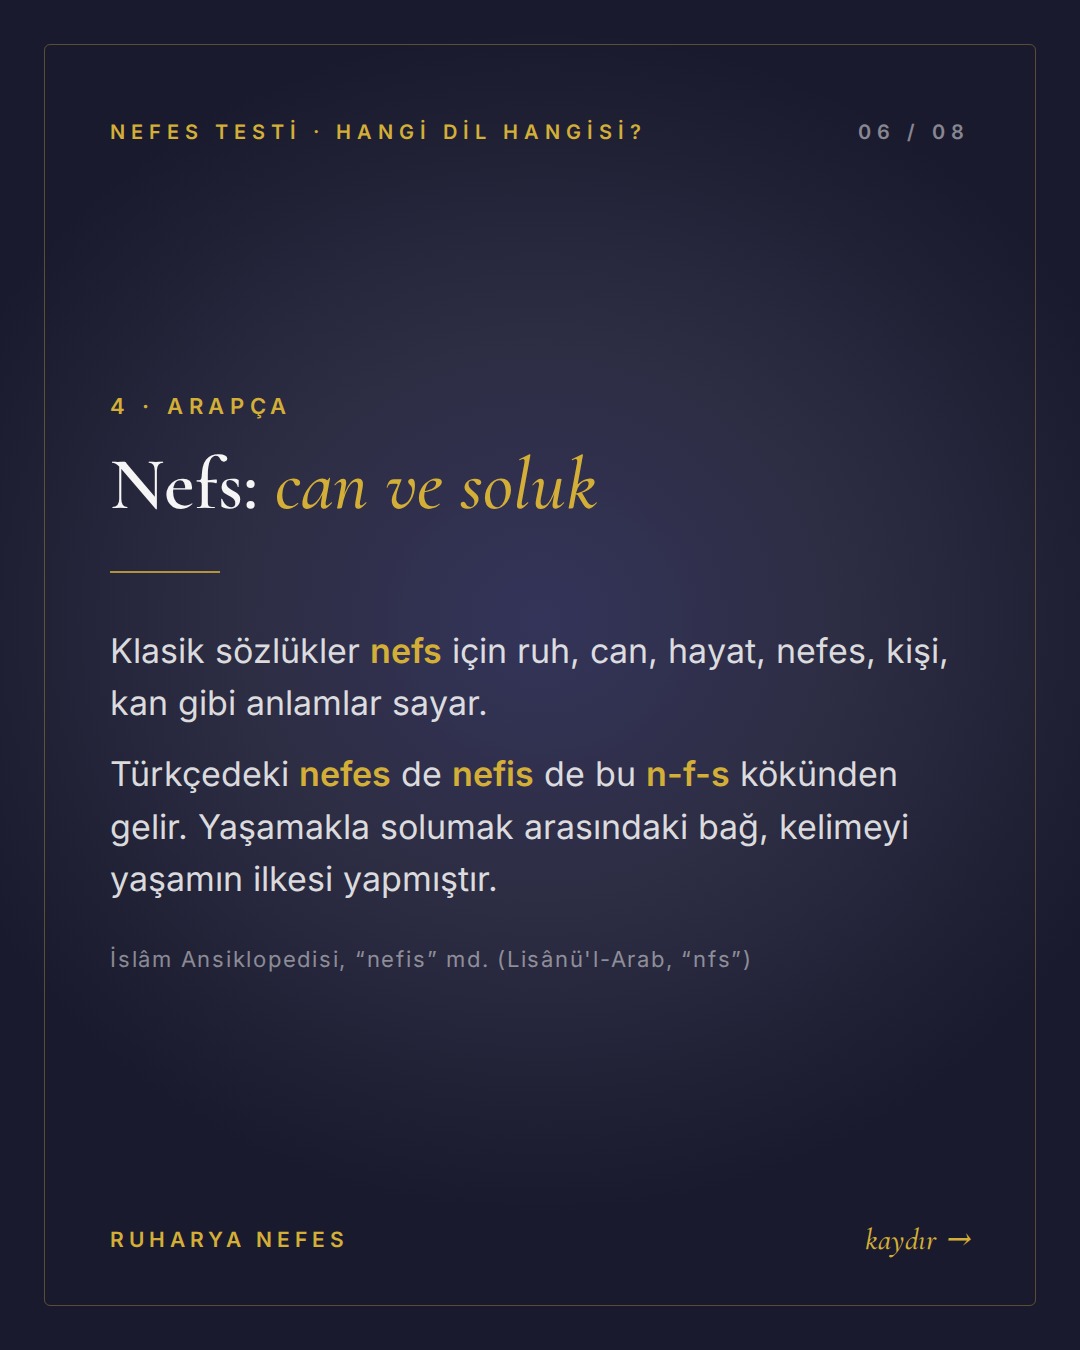 NEFES TESTİ · HANGİ DİL HANGİSİ?
06 / 08
4 · ARAPÇA
Nefs: can ve soluk
Klasik sözlükler nefs için ruh, can, hayat, nefes, kişi,
kan gibi anlamlar sayar.
Türkçedeki nefes de nefis de bu n-f-s kökünden
gelir. Yaşamakla solumak arasındaki bağ, kelimeyi
yaşamın ilkesi yapmıştır.
İslâm Ansiklopedisi, “nefis” md. (Lisânü'l-Arab, “nfs”)
RUHARYA NEFES
kaydır →